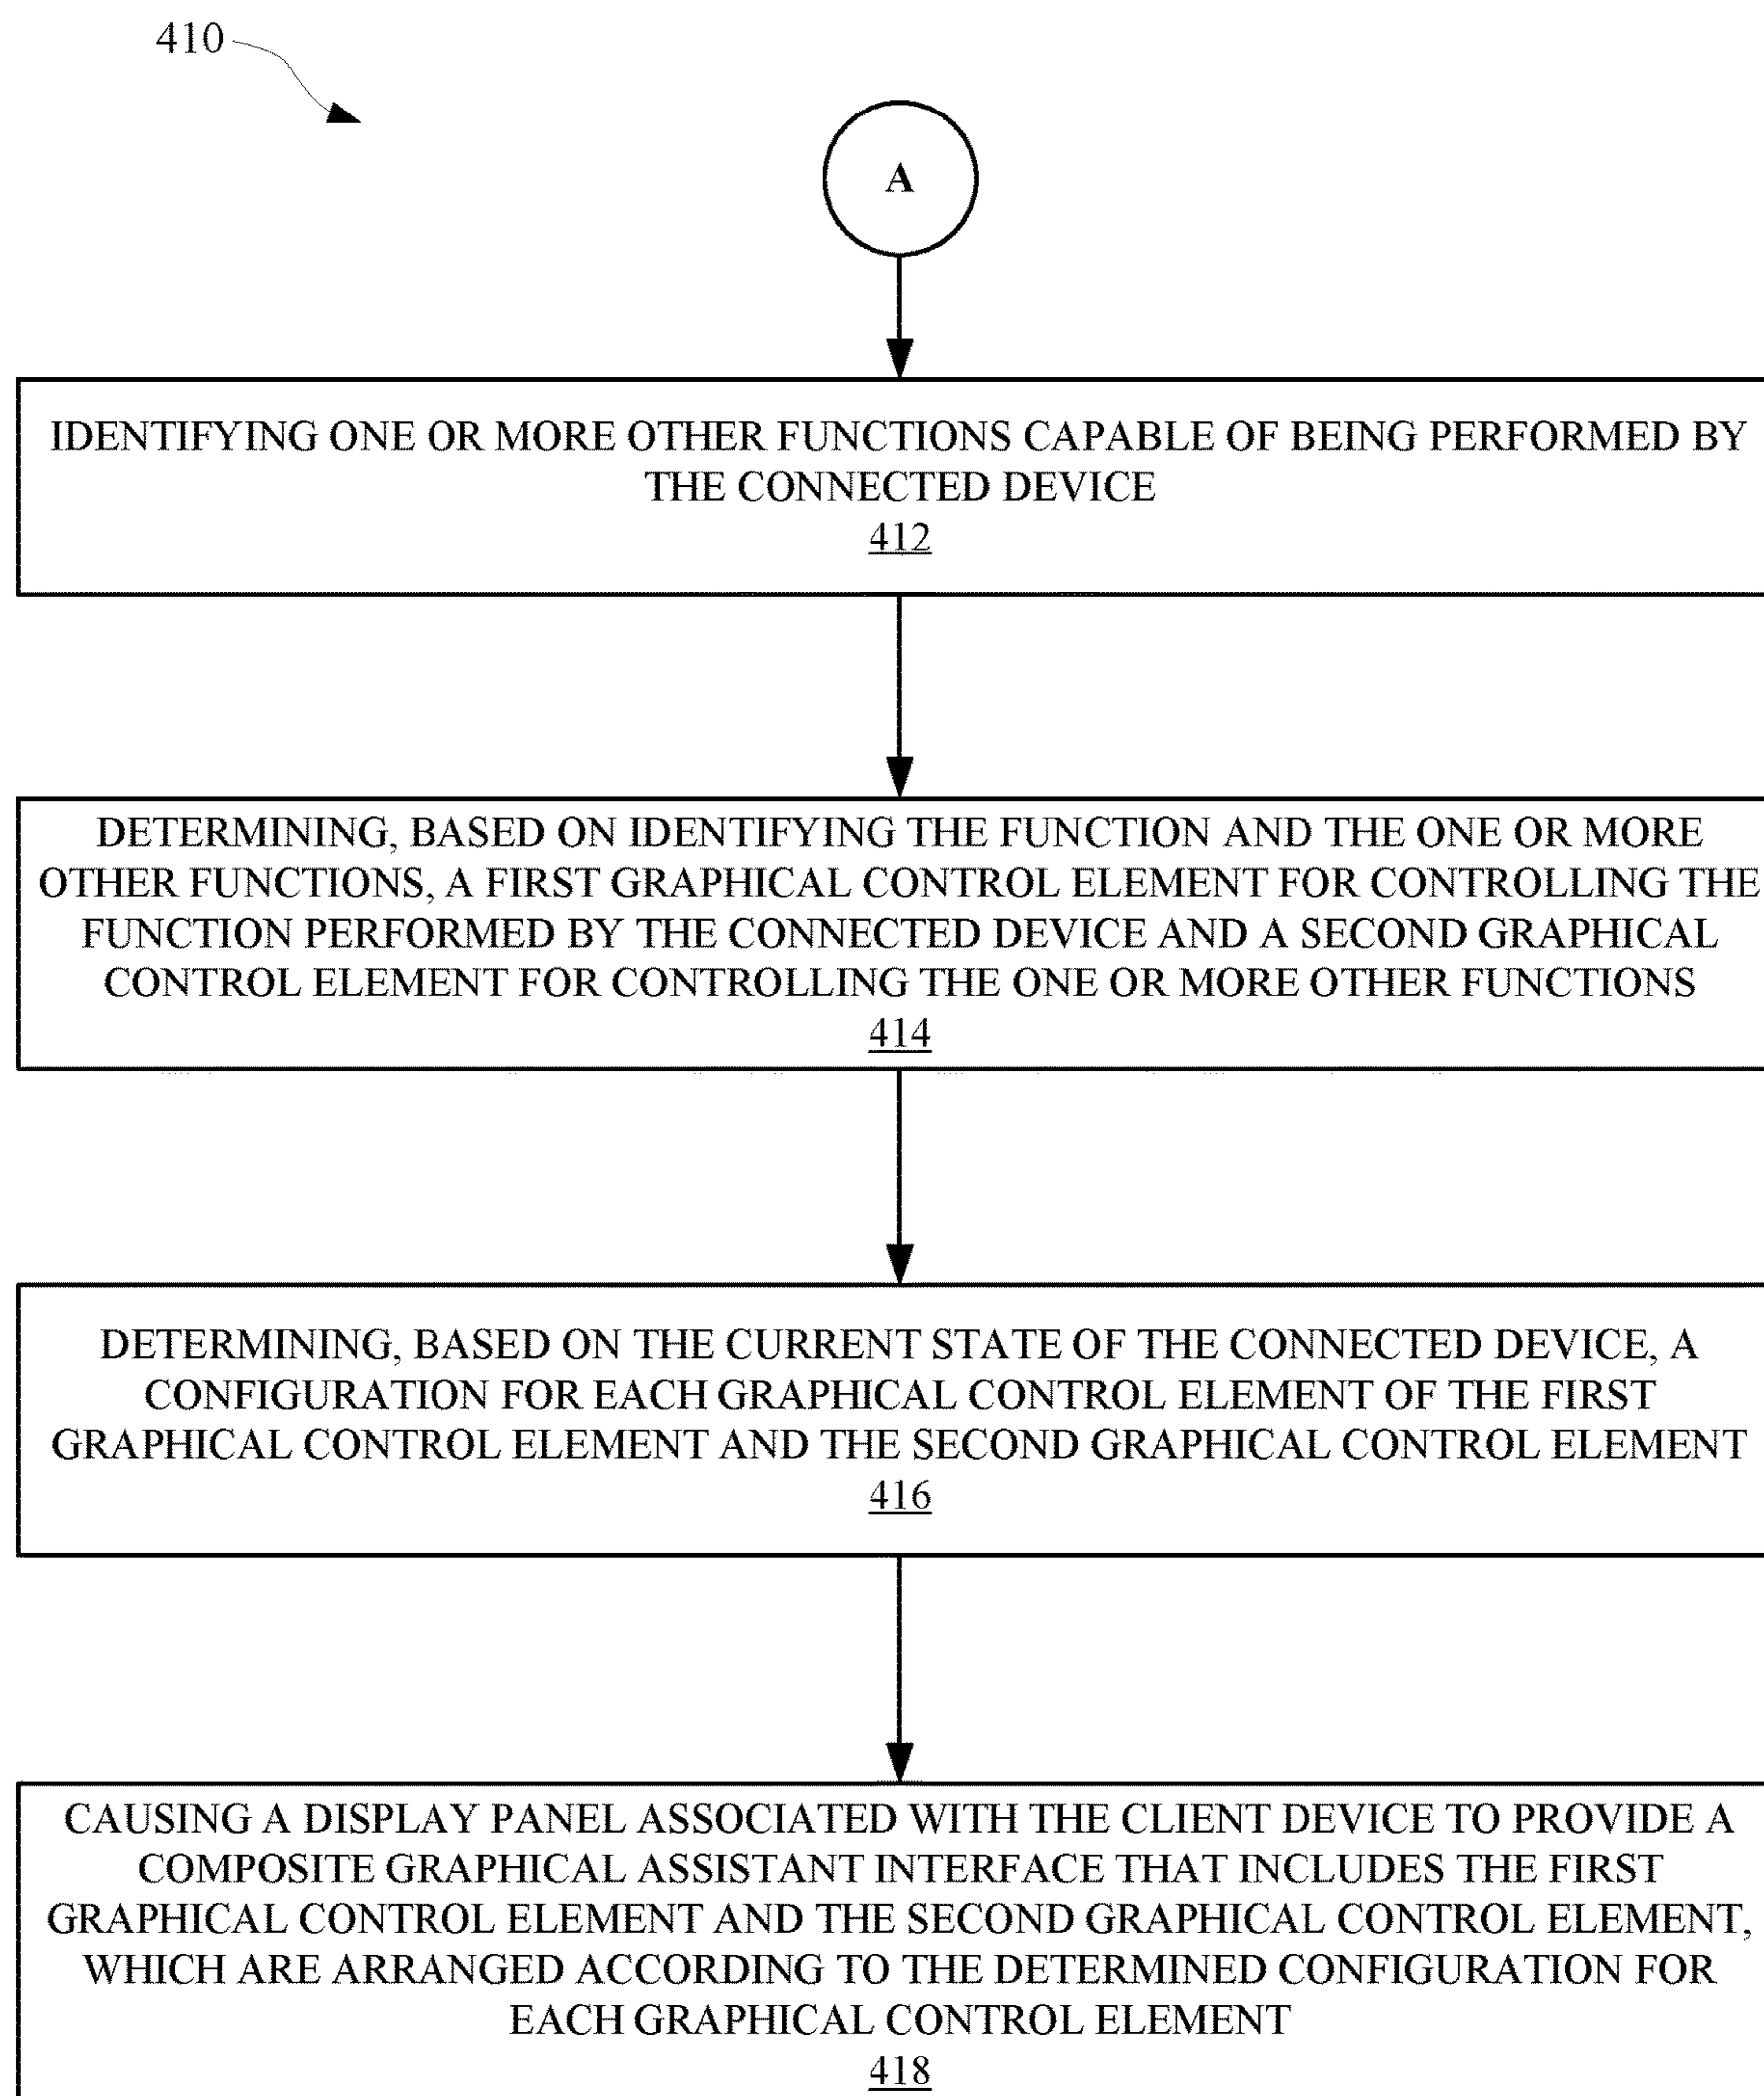 410
A
IDENTIFYING ONE OR MORE OTHER FUNCTIONS CAPABLE OF BEING PERFORMED BY
THE CONNECTED DEVICE
412
DETERMINING, BASED ON IDENTIFYING THE FUNCTION AND THE ONE OR MORE
OTHER FUNCTIONS, A FIRST GRAPHICAL CONTROL ELEMENT FOR CONTROLLING THE
FUNCTION PERFORMED BY THE CONNECTED DEVICE AND A SECOND GRAPHICAL
CONTROL ELEMENT FOR CONTROLLING THE ONE OR MORE OTHER FUNCTIONS
414
DETERMINING, BASED ON THE CURRENT STATE OF THE CONNECTED DEVICE, A
CONFIGURATION FOR EACH GRAPHICAL CONTROL ELEMENT OF THE FIRST
GRAPHICAL CONTROL ELEMENT AND THE SECOND GRAPHICAL CONTROL ELEMENT
416
CAUSING A DISPLAY PANEL ASSOCIATED WITH THE CLIENT DEVICE TO PROVIDE A
COMPOSITE GRAPHICAL ASSISTANT INTERFACE THAT INCLUDES THE FIRST
GRAPHICAL CONTROL ELEMENT AND THE SECOND GRAPHICAL CONTROL ELEMENT,
WHICH ARE ARRANGED ACCORDING TO THE DETERMINED CONFIGURATION FOR
EACH GRAPHICAL CONTROL ELEMENT
418